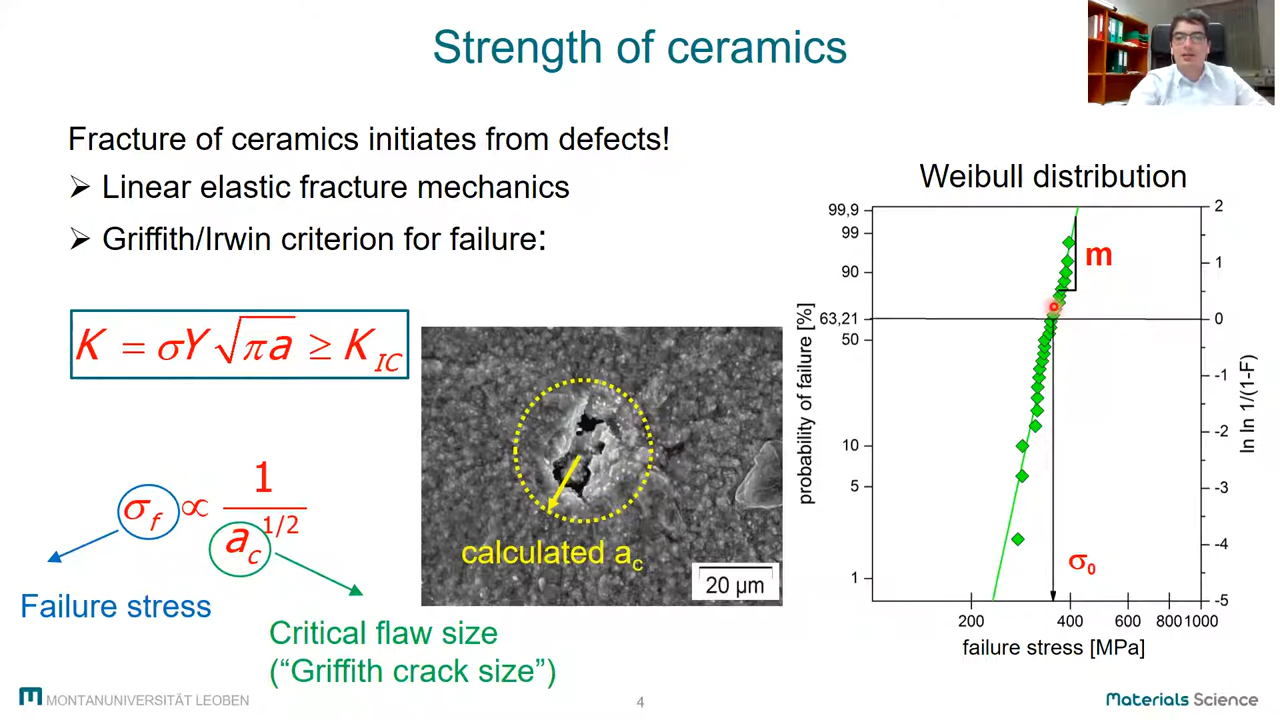 Strength of ceramics
Fracture of ceramics initiates from defects!
➢ Linear elastic fracture mechanics
➢ Griffith/Irwin criterion for failure:
K = σY√πa ≥ K_IC
σ_f ∝ 1 / a_c^1/2
Failure stress
Critical flaw size
(“Griffith crack size”)
calculated a_c
20 µm
Weibull distribution
99,9
99
90
63,21
50
10
5
1
probability of failure [%]
m
σ_0
2
1
0
-1
-2
-3
-4
-5
ln ln 1/(1-F)
200
400
600
800
1000
failure stress [MPa]
MONTANUNIVERSITÄT LEOBEN
4
Materials Science